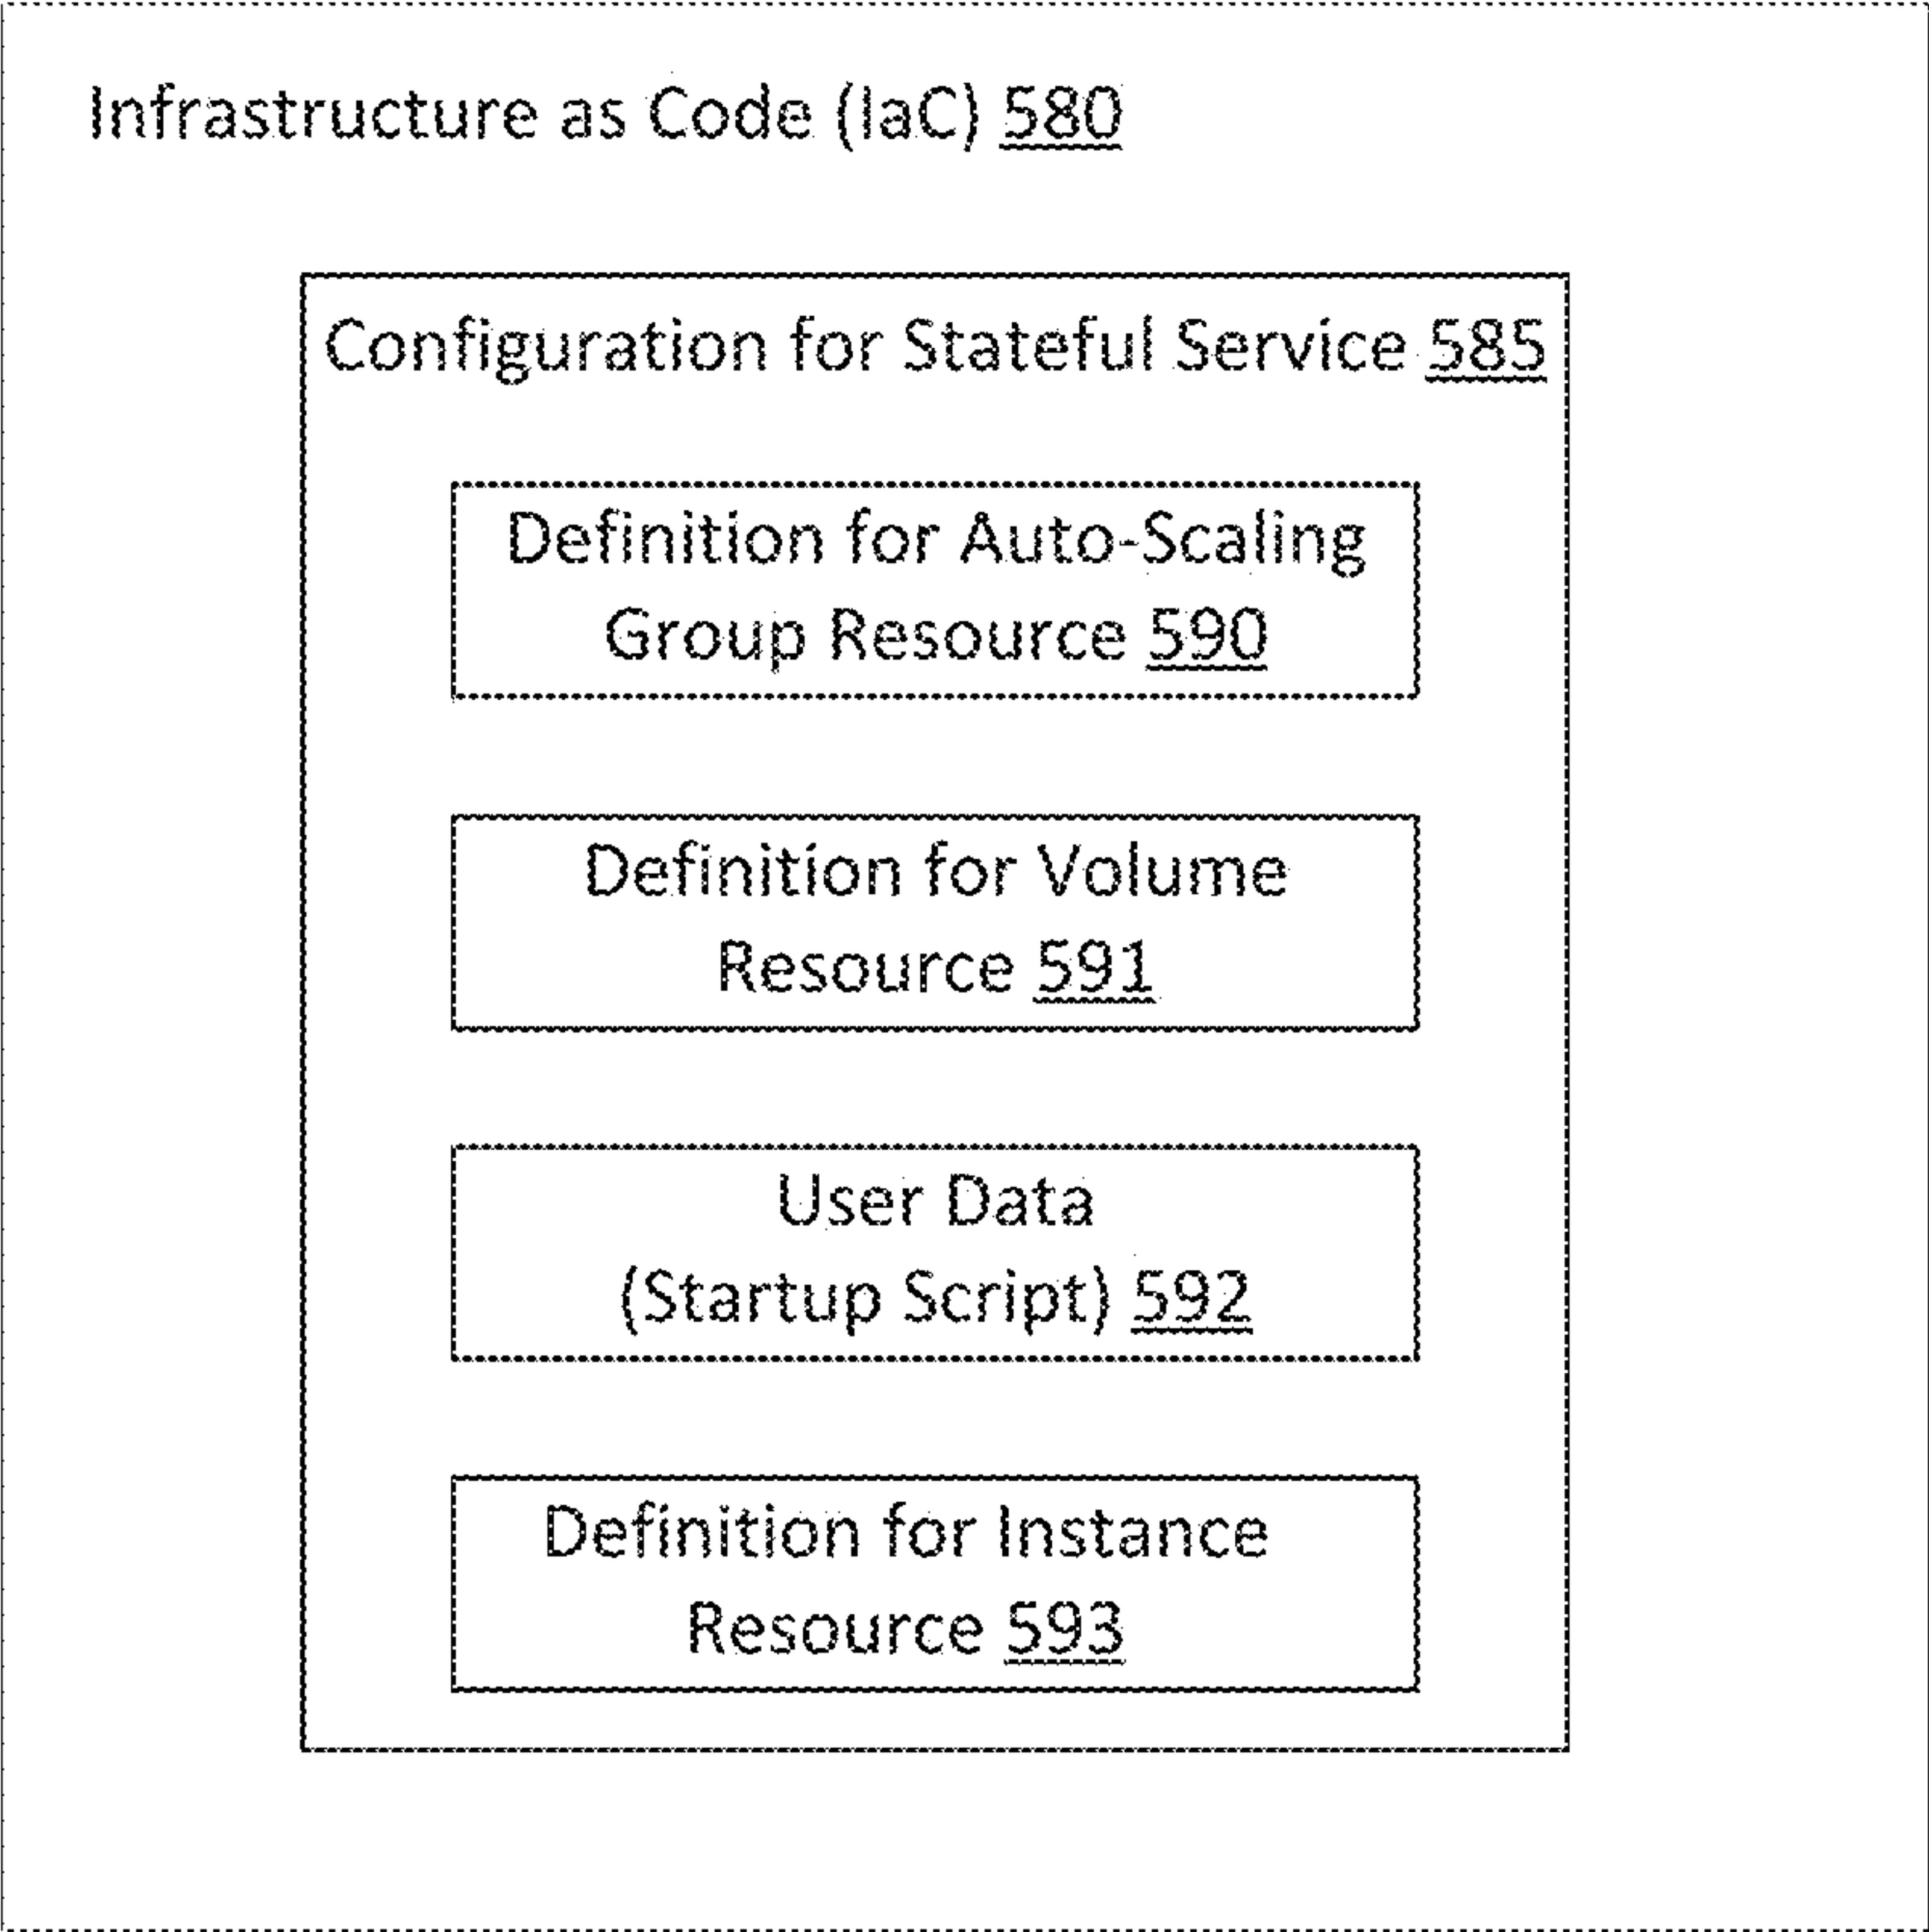 Infrastructure as Code (IaC) 580
Configuration for Stateful Service 585
Definition for Auto-Scaling
Group Resource 590
Definition for Volume
Resource 591
User Data
(Startup Script) 592
Definition for Instance
Resource 593